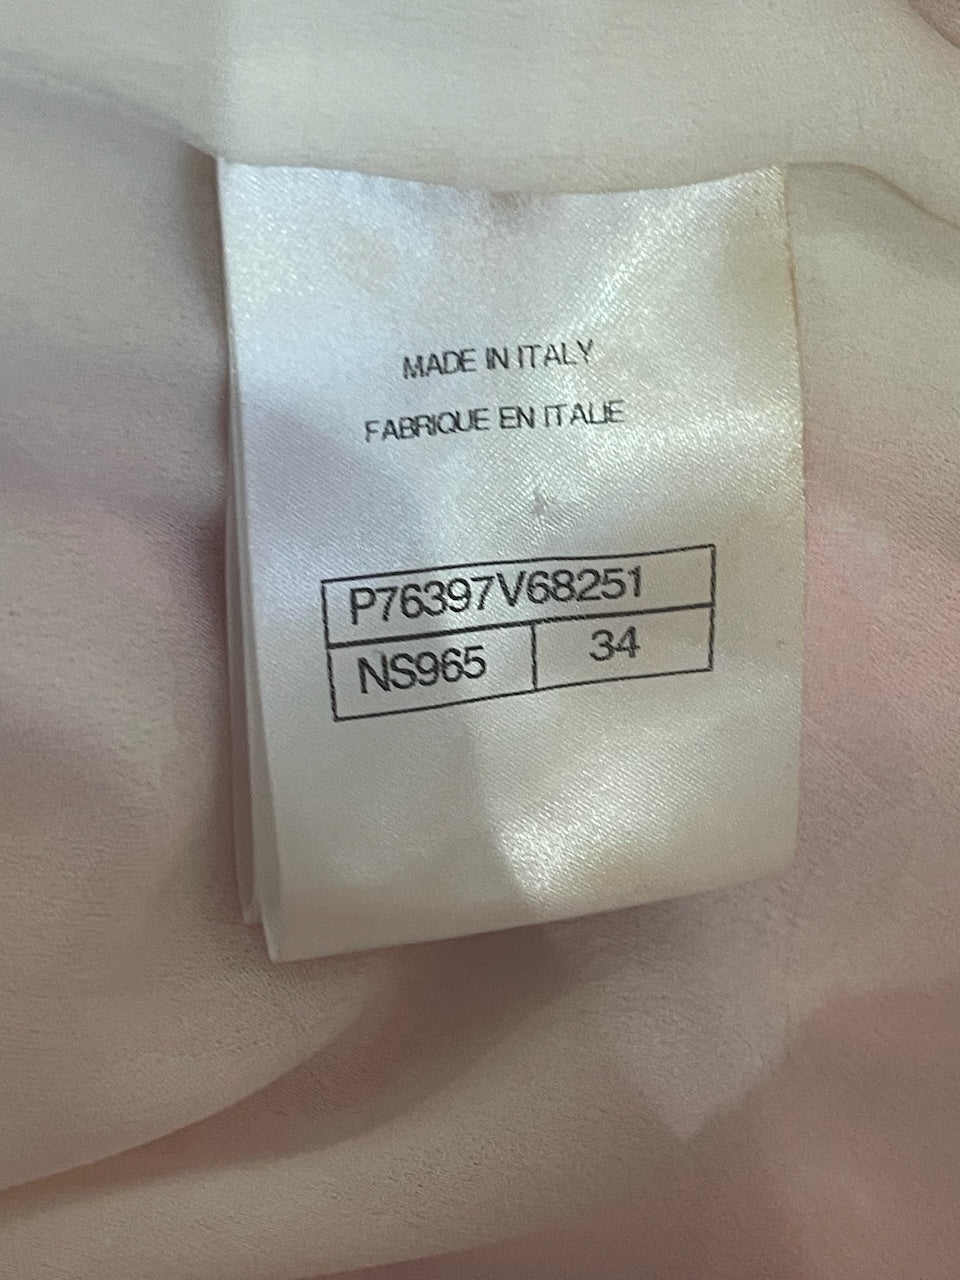 MADE IN ITALY
FABRIQUE EN ITALIE
P76397V68251
NS965 34